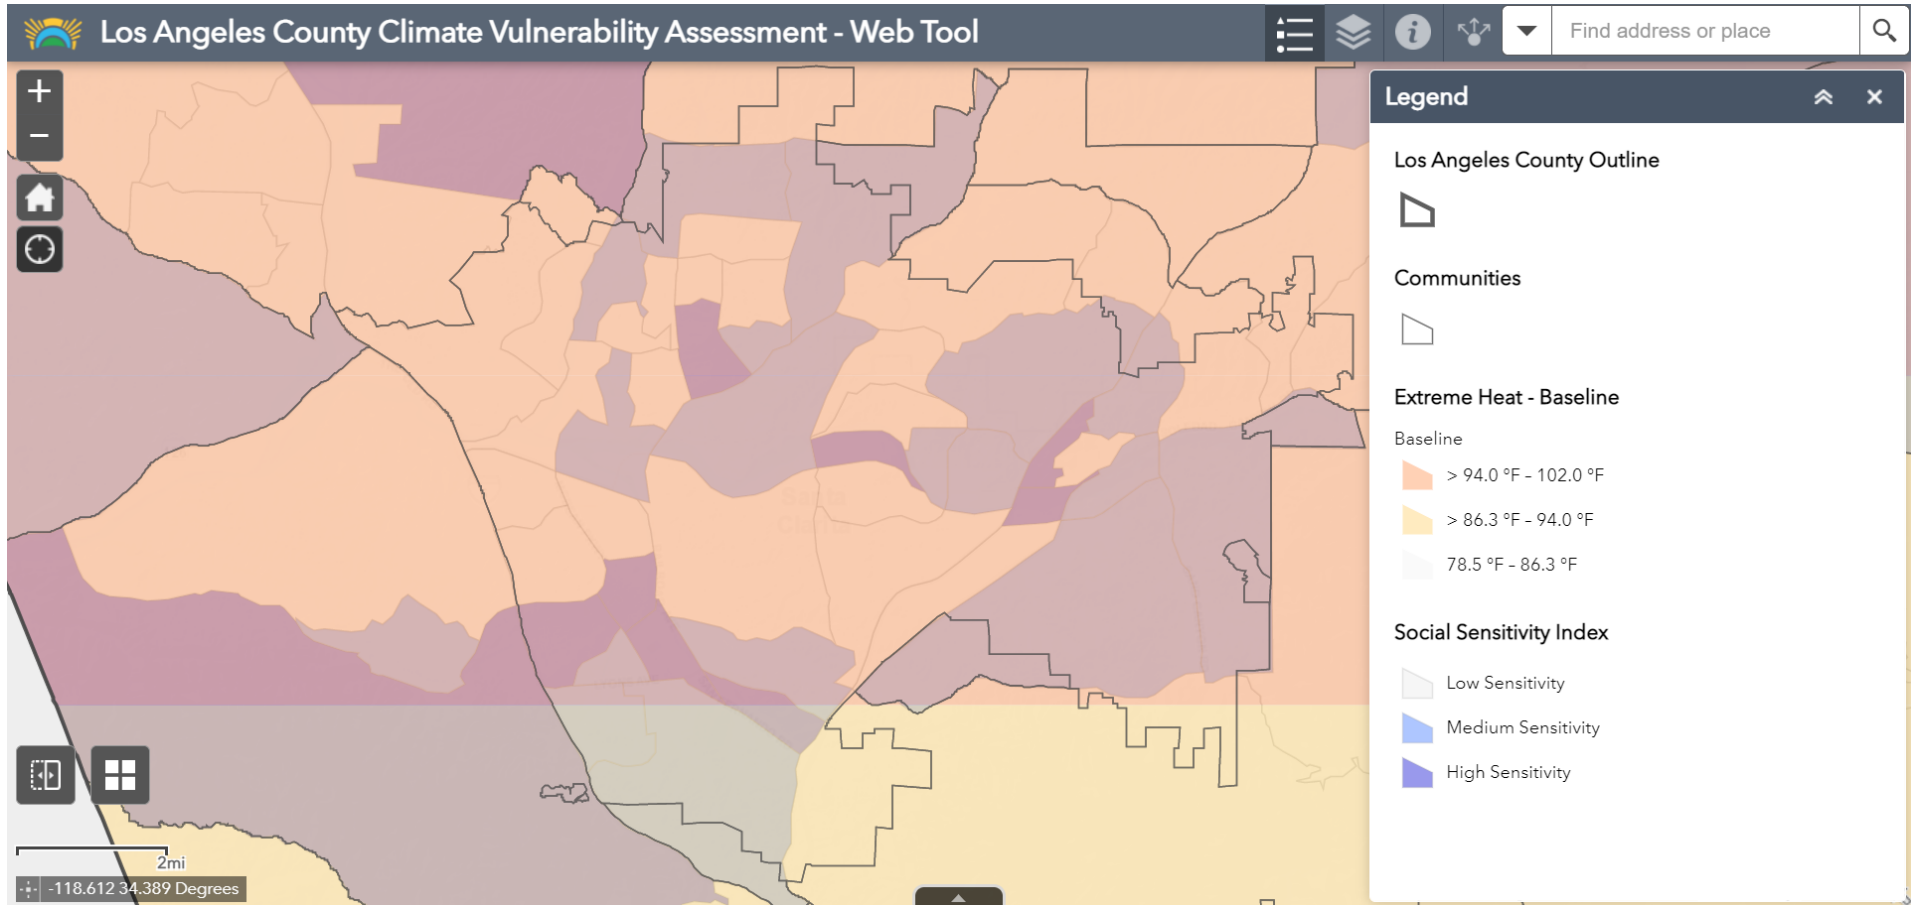 Los Angeles County Climate Vulnerability Assessment - Web Tool
Find address or place
Legend
Los Angeles County Outline
Communities
Extreme Heat - Baseline
Baseline
> 94.0 °F – 102.0 °F
> 86.3 °F – 94.0 °F
78.5 °F – 86.3 °F
Social Sensitivity Index
Low Sensitivity
Medium Sensitivity
High Sensitivity
Santa
Clarita
2mi
-118.612 34.389 Degrees